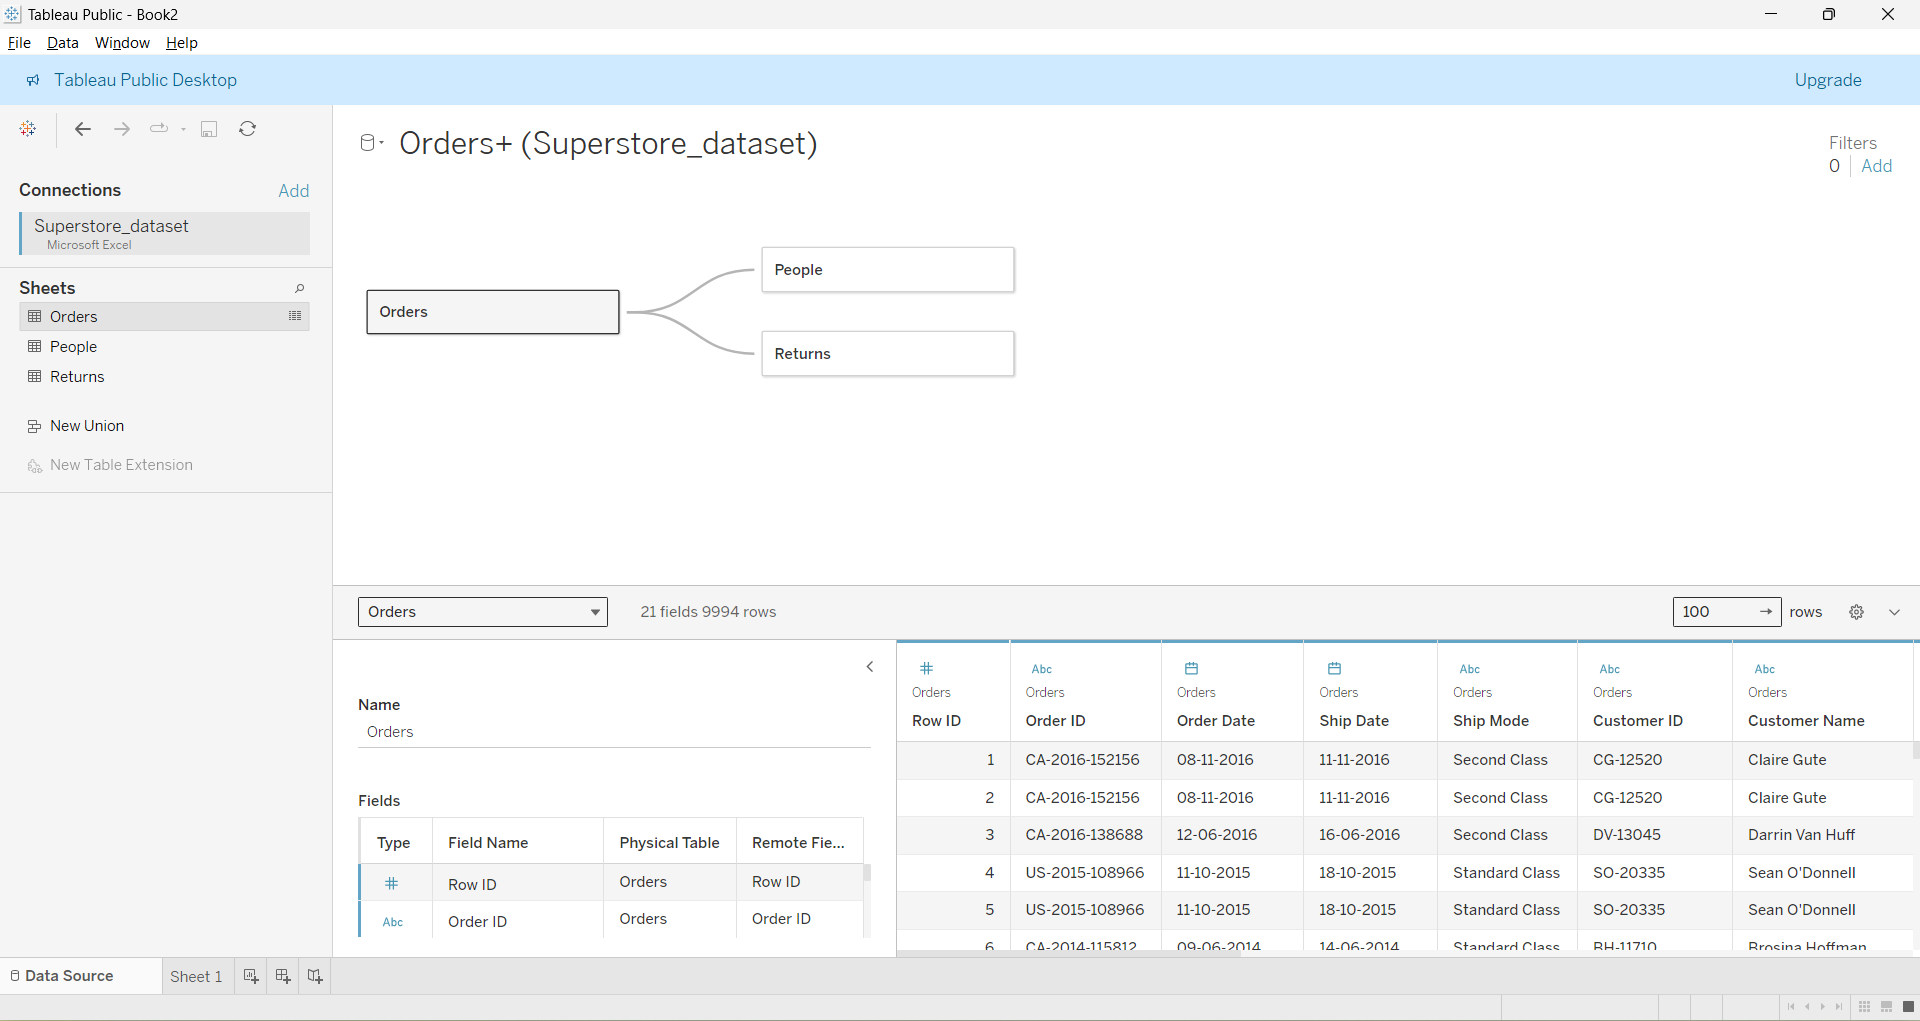 Tableau Public - Book2
File Data Window Help
Tableau Public Desktop Upgrade
Connections Add
Superstore_dataset
Microsoft Excel
Sheets
Orders
People
Returns
New Union
New Table Extension
Orders+ (Superstore_dataset)
Filters
0 Add
Orders
People
Returns
Orders 21 fields 9994 rows 100 → rows
Name
Orders
Fields
Type Field Name Physical Table Remote Fie...
# Row ID Orders Row ID
Abc Order ID Orders Order ID
# Abc Abc Abc Abc
Orders Orders Orders Orders Orders Orders Orders
Row ID Order ID Order Date Ship Date Ship Mode Customer ID Customer Name
1 CA-2016-152156 08-11-2016 11-11-2016 Second Class CG-12520 Claire Gute
2 CA-2016-152156 08-11-2016 11-11-2016 Second Class CG-12520 Claire Gute
3 CA-2016-138688 12-06-2016 16-06-2016 Second Class DV-13045 Darrin Van Huff
4 US-2015-108966 11-10-2015 18-10-2015 Standard Class SO-20335 Sean O'Donnell
5 US-2015-108966 11-10-2015 18-10-2015 Standard Class SO-20335 Sean O'Donnell
6 CA-2014-115812 09-06-2014 14-06-2014 Standard Class BH-11710 Brosina Hoffman
Data Source Sheet 1